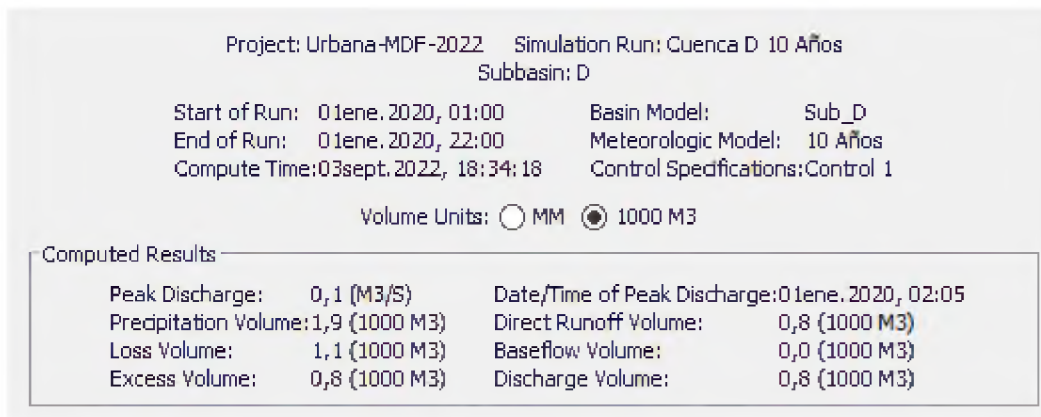 Project: Urbana-MDF-2022 Simulation Run: Cuenca D 10 Años
Subbasin: D
Start of Run: 01ene.2020, 01:00 Basin Model: Sub_D
End of Run: 01ene.2020, 22:00 Meteorologic Model: 10 Años
Compute Time:03sept.2022, 18:34:18 Control Specifications:Control 1
Volume Units: MM 1000 M3
Computed Results
Peak Discharge: 0,1 (M3/S) Date/Time of Peak Discharge:01ene.2020, 02:05
Precipitation Volume:1,9 (1000 M3) Direct Runoff Volume: 0,8 (1000 M3)
Loss Volume: 1,1 (1000 M3) Baseflow Volume: 0,0 (1000 M3)
Excess Volume: 0,8 (1000 M3) Discharge Volume: 0,8 (1000 M3)